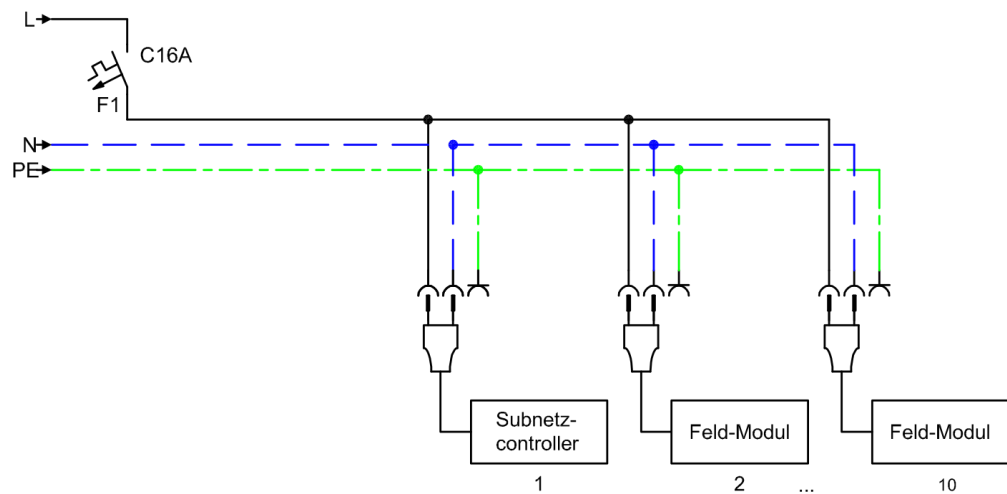 L
C16A
F1
N
PE
Subnetz-
controller
Feld-Modul
Feld-Modul
1
2
...
10